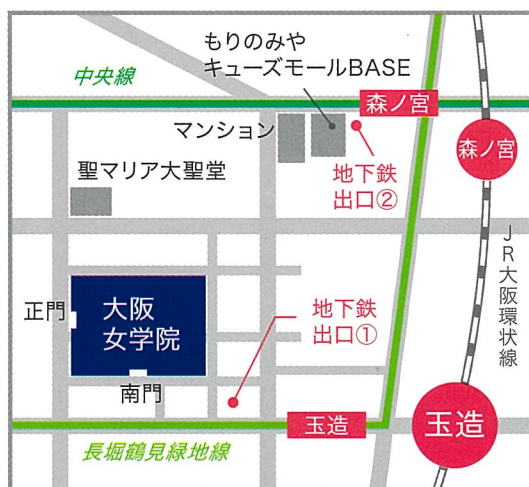 もりのみや
キューズモールBASE
中央線
森ノ宮
マンション
森ノ宮
聖マリア大聖堂
地下鉄
出口②
JR大阪環状線
正門
大阪
女学院
地下鉄
出口①
南門
玉造
玉造
長堀鶴見緑地線